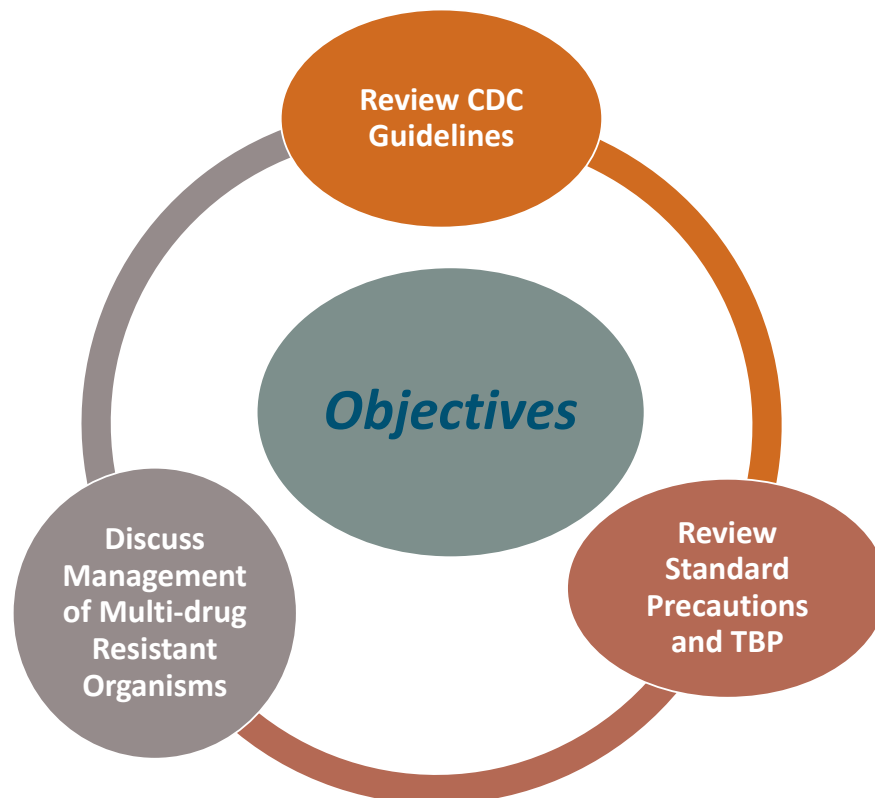 Review CDC
Guidelines
Objectives
Review
Standard
Precautions
and TBP
Discuss
Management
of Multi-drug
Resistant
Organisms